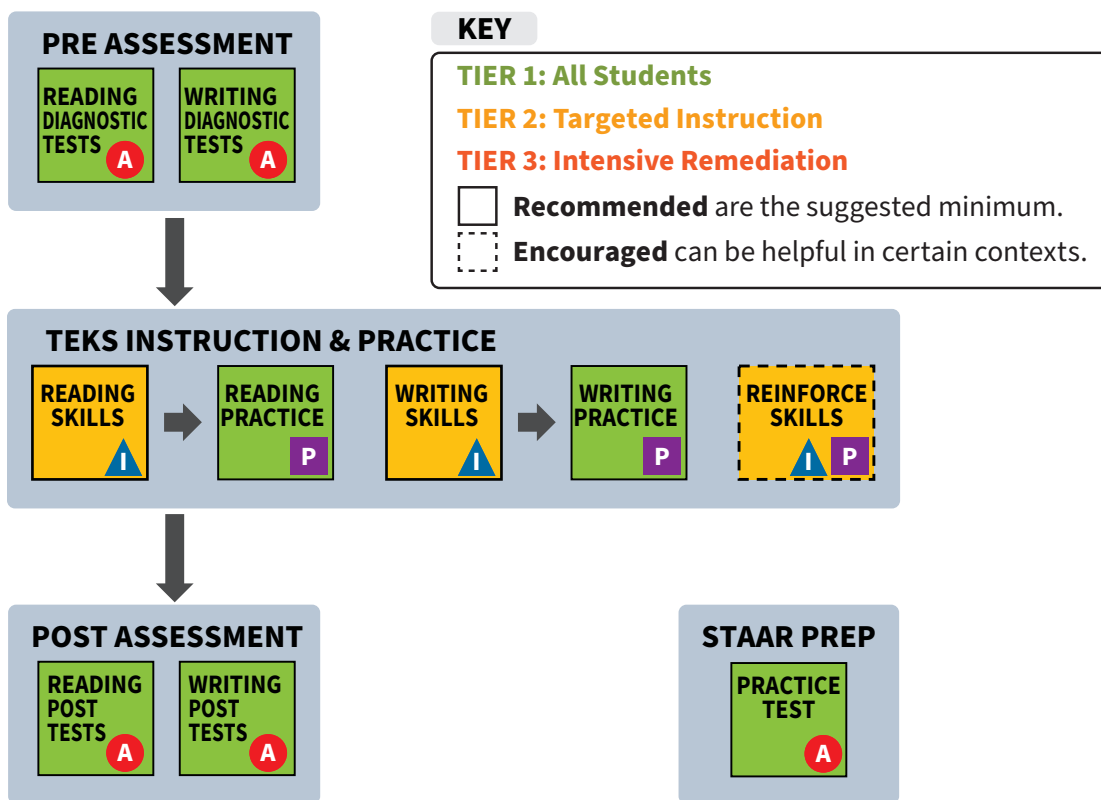 PRE ASSESSMENT
READING
DIAGNOSTIC
TESTS
A
WRITING
DIAGNOSTIC
TESTS
A
KEY
TIER 1: All Students
TIER 2: Targeted Instruction
TIER 3: Intensive Remediation
Recommended are the suggested minimum.
Encouraged can be helpful in certain contexts.
TEKS INSTRUCTION & PRACTICE
READING
SKILLS
I
READING
PRACTICE
P
WRITING
SKILLS
I
WRITING
PRACTICE
P
REINFORCE
SKILLS
I P
POST ASSESSMENT
READING
POST
TESTS
A
WRITING
POST
TESTS
A
STAAR PREP
PRACTICE
TEST
A